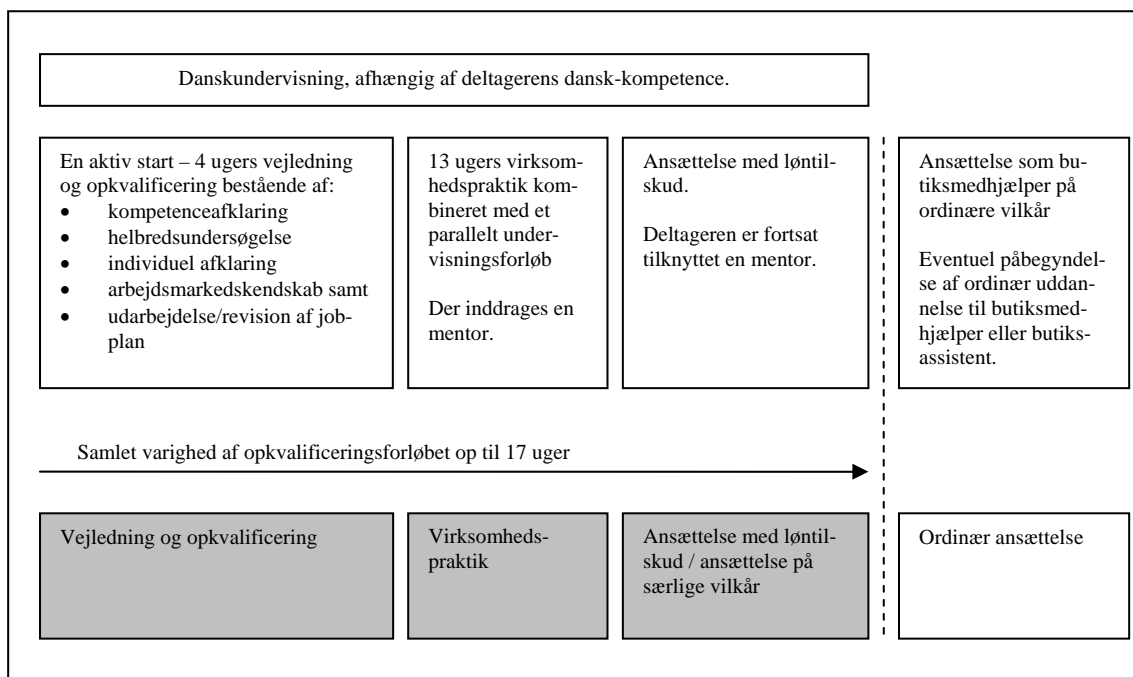 Danskundervisning, afhængig af deltagerens dansk-kompetence.
En aktiv start – 4 ugers vejledning
og opkvalificering bestående af:
• kompetenceafklaring
• helbredsundersøgelse
• individuel afklaring
• arbejdsmarkedskendskab samt
• udarbejdelse/revision af job-
plan
13 ugers virksom-
hedspraktik kom-
bineret med et
parallelt under-
visningsforløb
Der inddrages en
mentor.
Ansættelse med løntil-
skud.
Deltageren er fortsat
tilknyttet en mentor.
Ansættelse som bu-
tiksmedhjælper på
ordinære vilkår
Eventuel påbegyndel-
se af ordinær uddan-
nelse til butiksmed-
hjælper eller butiks-
assistent.
Samlet varighed af opkvalificeringsforløbet op til 17 uger
Vejledning og opkvalificering
Virksomheds-
praktik
Ansættelse med løntil-
skud / ansættelse på
særlige vilkår
Ordinær ansættelse